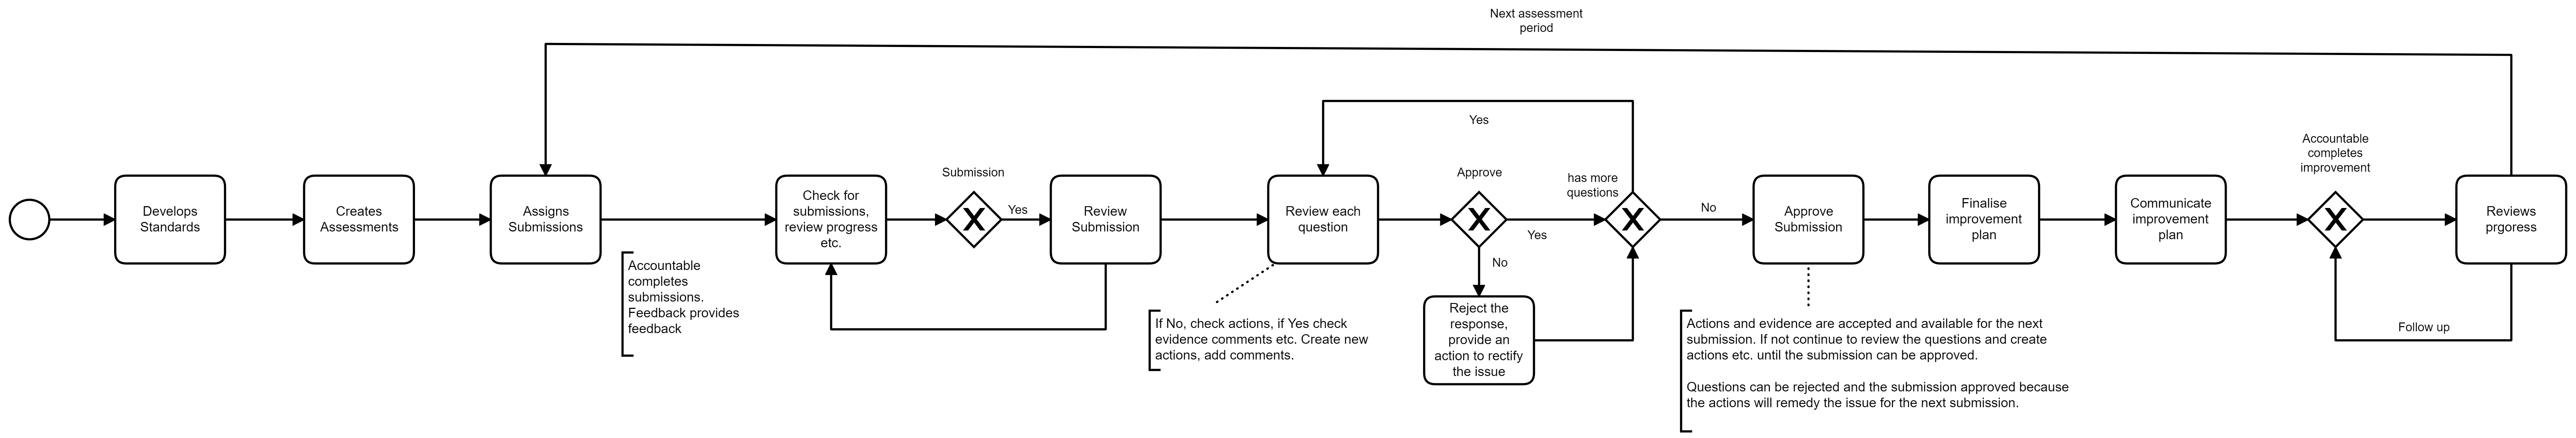 Next assessment
period
Develops
Standards
Creates
Assessments
Assigns
Submissions
Accountable
completes
submissions.
Feedback provides
feedback
Check for
submissions,
review progress
etc.
Submission
Yes
Review
Submission
Yes
Review each
question
If No, check actions, if Yes check
evidence comments etc. Create new
actions, add comments.
Approve
Yes
No
Reject the
response,
provide an
action to rectify
the issue
has more
questions
No
Approve
Submission
Actions and evidence are accepted and available for the next
submission. If not continue to review the questions and create
actions etc. until the submission can be approved.
Questions can be rejected and the submission approved because
the actions will remedy the issue for the next submission.
Finalise
improvement
plan
Communicate
improvement
plan
Accountable
completes
improvement
Reviews
prgoress
Follow up